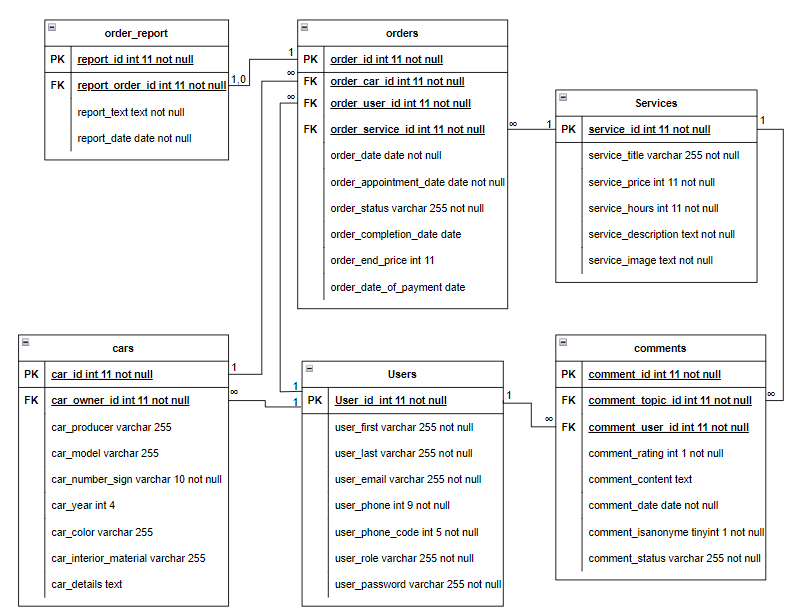 order_report
PK report_id int 11 not null
FK report_order_id int 11 not null
report_text text not null
report_date date not null
1
1,0
orders
PK order_id int 11 not null
∞ FK order_car_id int 11 not null
∞ FK order_user_id int 11 not null
FK order_service_id int 11 not null
order_date date not null
order_appointment_date date not null
order_status varchar 255 not null
order_completion_date date
order_end_price int 11
order_date_of_payment date
∞
1
Services
PK service_id int 11 not null
service_title varchar 255 not null
service_price int 11 not null
service_hours int 11 not null
service_description text not null
service_image text not null
1
cars
PK car_id int 11 not null
FK car_owner_id int 11 not null
car_producer varchar 255
car_model varchar 255
car_number_sign varchar 10 not null
car_year int 4
car_color varchar 255
car_interior_material varchar 255
car_details text
1
∞
1
1
Users
PK User_id int 11 not null
user_first varchar 255 not null
user_last varchar 255 not null
user_email varchar 255 not null
user_phone int 9 not null
user_phone_code int 5 not null
user_role varchar 255 not null
user_password varchar 255 not null
1
∞
comments
PK comment_id int 11 not null
FK comment_topic_id int 11 not null
FK comment_user_id int 11 not null
comment_rating int 1 not null
comment_content text
comment_date date not null
comment_isanonyme tinyint 1 not null
comment_status varchar 255 not null
∞